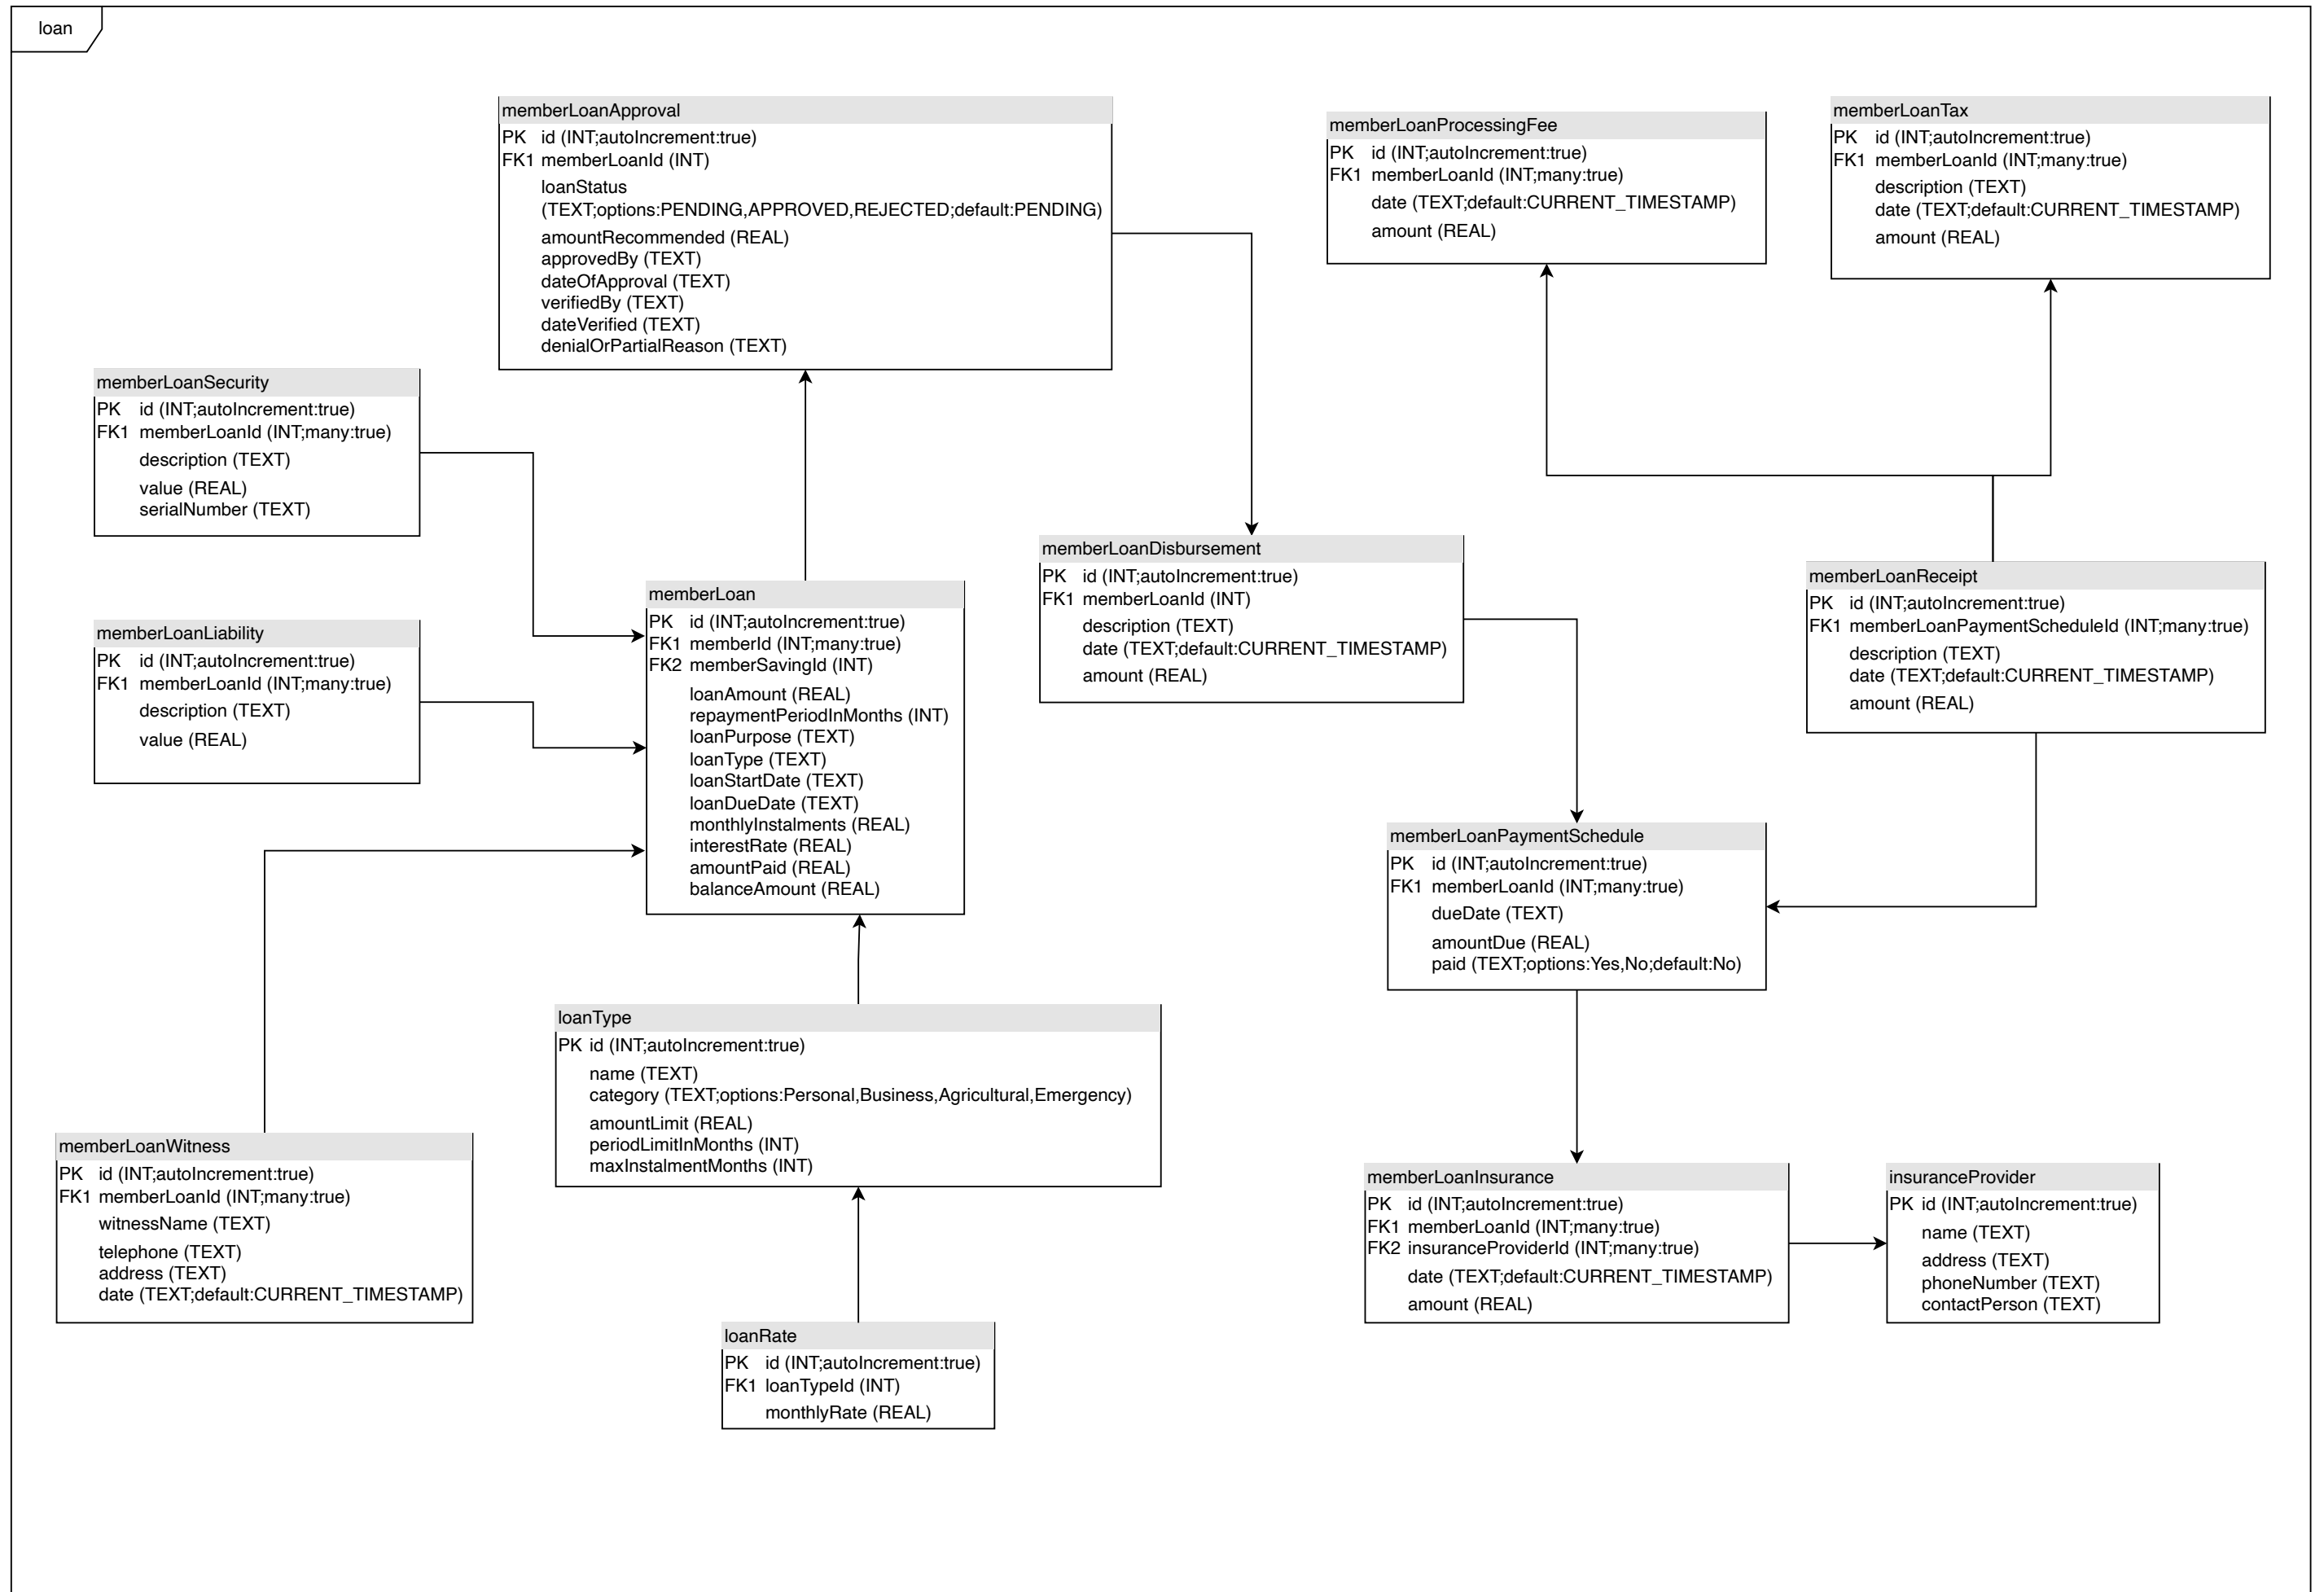 loan
memberLoanApproval
PK id (INT;autoIncrement:true)
FK1 memberLoanId (INT)
loanStatus
(TEXT;options:PENDING,APPROVED,REJECTED;default:PENDING)
amountRecommended (REAL)
approvedBy (TEXT)
dateOfApproval (TEXT)
verifiedBy (TEXT)
dateVerified (TEXT)
denialOrPartialReason (TEXT)
memberLoanProcessingFee
PK id (INT;autoIncrement:true)
FK1 memberLoanId (INT;many:true)
date (TEXT;default:CURRENT_TIMESTAMP)
amount (REAL)
memberLoanTax
PK id (INT;autoIncrement:true)
FK1 memberLoanId (INT;many:true)
description (TEXT)
date (TEXT;default:CURRENT_TIMESTAMP)
amount (REAL)
memberLoanSecurity
PK id (INT;autoIncrement:true)
FK1 memberLoanId (INT;many:true)
description (TEXT)
value (REAL)
serialNumber (TEXT)
memberLoanLiability
PK id (INT;autoIncrement:true)
FK1 memberLoanId (INT;many:true)
description (TEXT)
value (REAL)
memberLoan
PK id (INT;autoIncrement:true)
FK1 memberId (INT;many:true)
FK2 memberSavingId (INT)
loanAmount (REAL)
repaymentPeriodInMonths (INT)
loanPurpose (TEXT)
loanType (TEXT)
loanStartDate (TEXT)
loanDueDate (TEXT)
monthlyInstalments (REAL)
interestRate (REAL)
amountPaid (REAL)
balanceAmount (REAL)
memberLoanDisbursement
PK id (INT;autoIncrement:true)
FK1 memberLoanId (INT)
description (TEXT)
date (TEXT;default:CURRENT_TIMESTAMP)
amount (REAL)
memberLoanReceipt
PK id (INT;autoIncrement:true)
FK1 memberLoanPaymentScheduleId (INT;many:true)
description (TEXT)
date (TEXT;default:CURRENT_TIMESTAMP)
amount (REAL)
memberLoanPaymentSchedule
PK id (INT;autoIncrement:true)
FK1 memberLoanId (INT;many:true)
dueDate (TEXT)
amountDue (REAL)
paid (TEXT;options:Yes,No;default:No)
loanType
PK id (INT;autoIncrement:true)
name (TEXT)
category (TEXT;options:Personal,Business,Agricultural,Emergency)
amountLimit (REAL)
periodLimitInMonths (INT)
maxInstalmentMonths (INT)
memberLoanWitness
PK id (INT;autoIncrement:true)
FK1 memberLoanId (INT;many:true)
witnessName (TEXT)
telephone (TEXT)
address (TEXT)
date (TEXT;default:CURRENT_TIMESTAMP)
memberLoanInsurance
PK id (INT;autoIncrement:true)
FK1 memberLoanId (INT;many:true)
FK2 insuranceProviderId (INT;many:true)
date (TEXT;default:CURRENT_TIMESTAMP)
amount (REAL)
insuranceProvider
PK id (INT;autoIncrement:true)
name (TEXT)
address (TEXT)
phoneNumber (TEXT)
contactPerson (TEXT)
loanRate
PK id (INT;autoIncrement:true)
FK1 loanTypeId (INT)
monthlyRate (REAL)